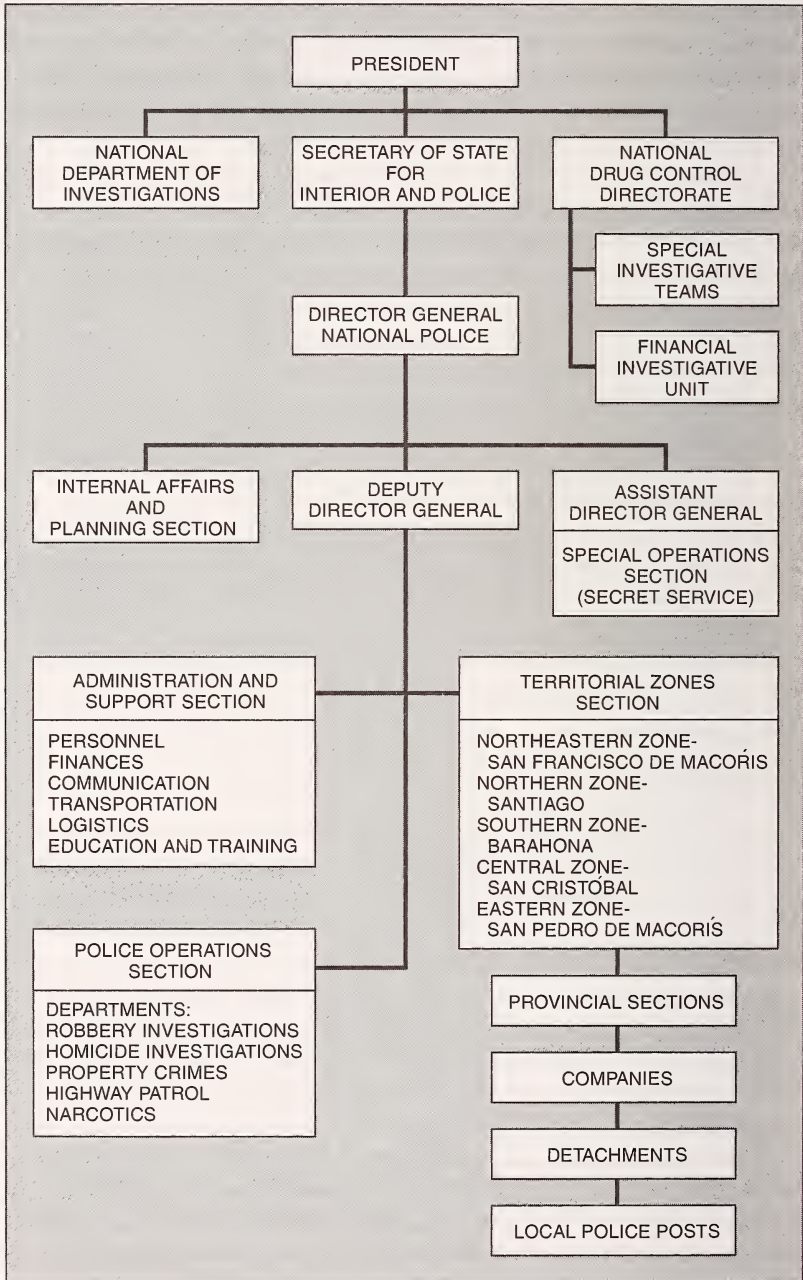 PRESIDENT
NATIONAL
DEPARTMENT OF
INVESTIGATIONS
SECRETARY OF STATE
FOR
INTERIOR AND POLICE
NATIONAL
DRUG CONTROL
DIRECTORATE
SPECIAL
INVESTIGATIVE
TEAMS
FINANCIAL
INVESTIGATIVE
UNIT
DIRECTOR GENERAL
NATIONAL POLICE
INTERNAL AFFAIRS
AND
PLANNING SECTION
DEPUTY
DIRECTOR GENERAL
ASSISTANT
DIRECTOR GENERAL
SPECIAL OPERATIONS
SECTION
(SECRET SERVICE)
ADMINISTRATION AND
SUPPORT SECTION
PERSONNEL
FINANCES
COMMUNICATION
TRANSPORTATION
LOGISTICS
EDUCATION AND TRAINING
TERRITORIAL ZONES
SECTION
NORTHEASTERN ZONE-
SAN FRANCISCO DE MACORÍS
NORTHERN ZONE-
SANTIAGO
SOUTHERN ZONE-
BARAHONA
CENTRAL ZONE-
SAN CRISTÓBAL
EASTERN ZONE-
SAN PEDRO DE MACORÍS
POLICE OPERATIONS
SECTION
DEPARTMENTS:
ROBBERY INVESTIGATIONS
HOMICIDE INVESTIGATIONS
PROPERTY CRIMES
HIGHWAY PATROL
NARCOTICS
PROVINCIAL SECTIONS
COMPANIES
DETACHMENTS
LOCAL POLICE POSTS